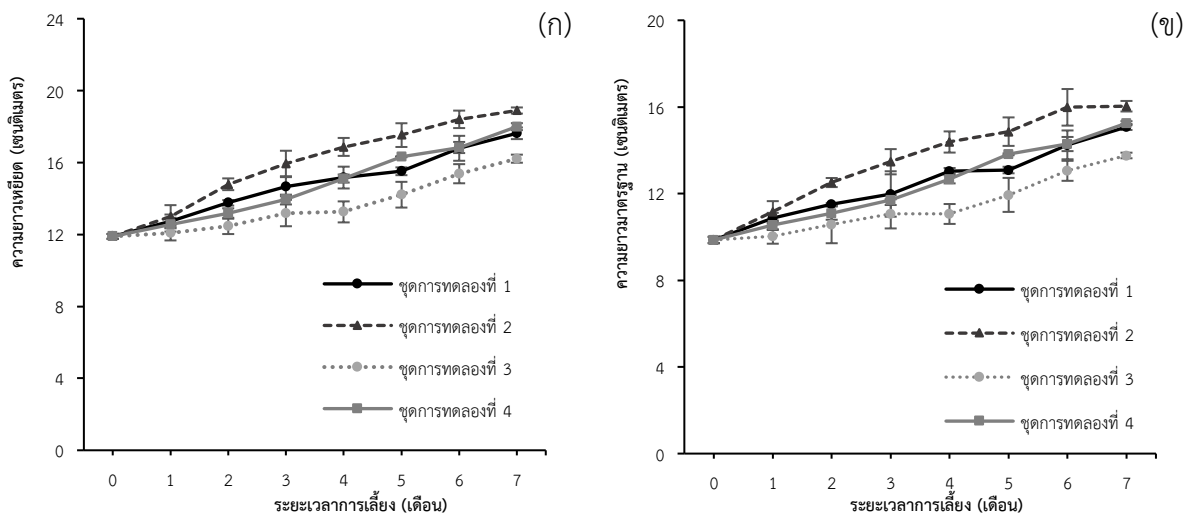 (ก)
ความยาวเหยียด (เซนติเมตร)
24
20
16
12
8
4
0
ชุดการทดลองที่ 1
ชุดการทดลองที่ 2
ชุดการทดลองที่ 3
ชุดการทดลองที่ 4
0 1 2 3 4 5 6 7
ระยะเวลาการเลี้ยง (เดือน)
(ข)
ความยาวมาตรฐาน (เซนติเมตร)
20
16
12
8
4
0
ชุดการทดลองที่ 1
ชุดการทดลองที่ 2
ชุดการทดลองที่ 3
ชุดการทดลองที่ 4
0 1 2 3 4 5 6 7
ระยะเวลาการเลี้ยง (เดือน)